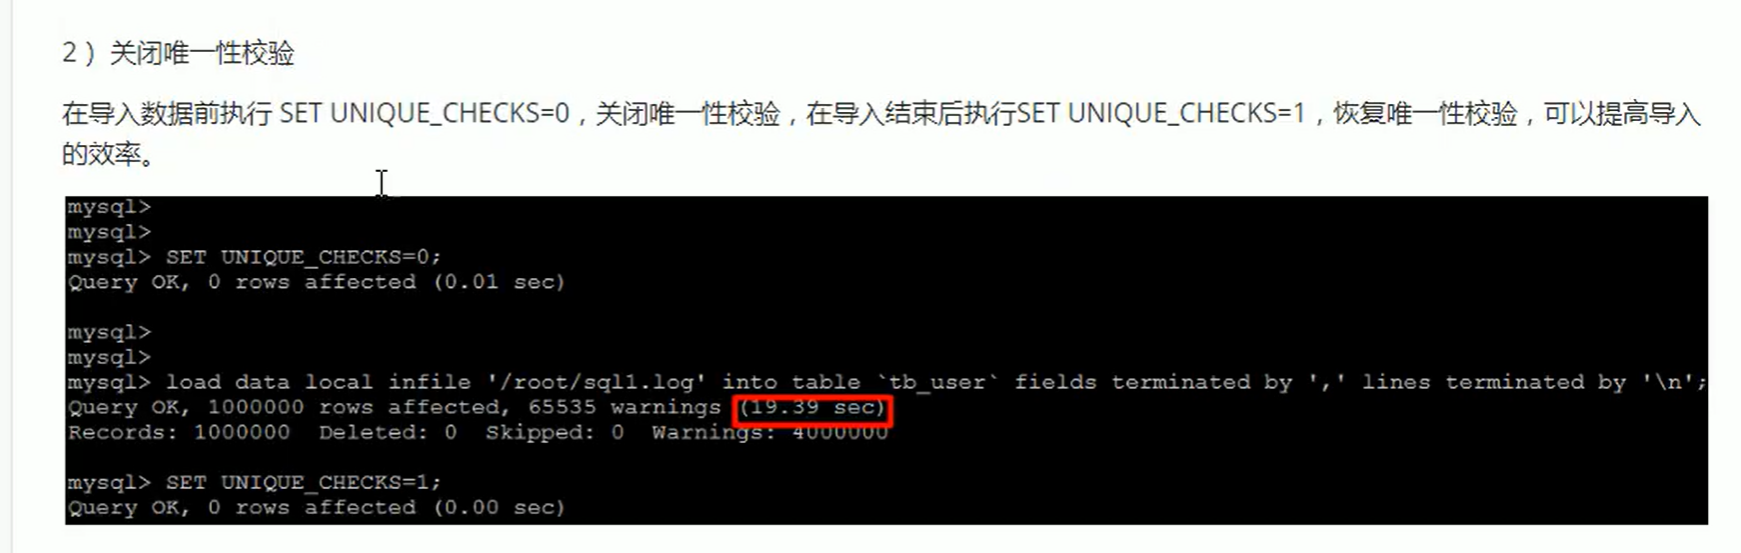 2）关闭唯一性校验
在导入数据前执行 SET UNIQUE_CHECKS=0，关闭唯一性校验，在导入结束后执行SET UNIQUE_CHECKS=1，恢复唯一性校验，可以提高导入
的效率。
mysql>
mysql>
mysql> SET UNIQUE_CHECKS=0;
Query OK, 0 rows affected (0.01 sec)
mysql>
mysql>
mysql> load data local infile '/root/sql1.log' into table `tb_user` fields terminated by ',' lines terminated by '\n';
Query OK, 1000000 rows affected, 65535 warnings (19.39 sec)
Records: 1000000  Deleted: 0  Skipped: 0  Warnings: 4000000
mysql> SET UNIQUE_CHECKS=1;
Query OK, 0 rows affected (0.00 sec)